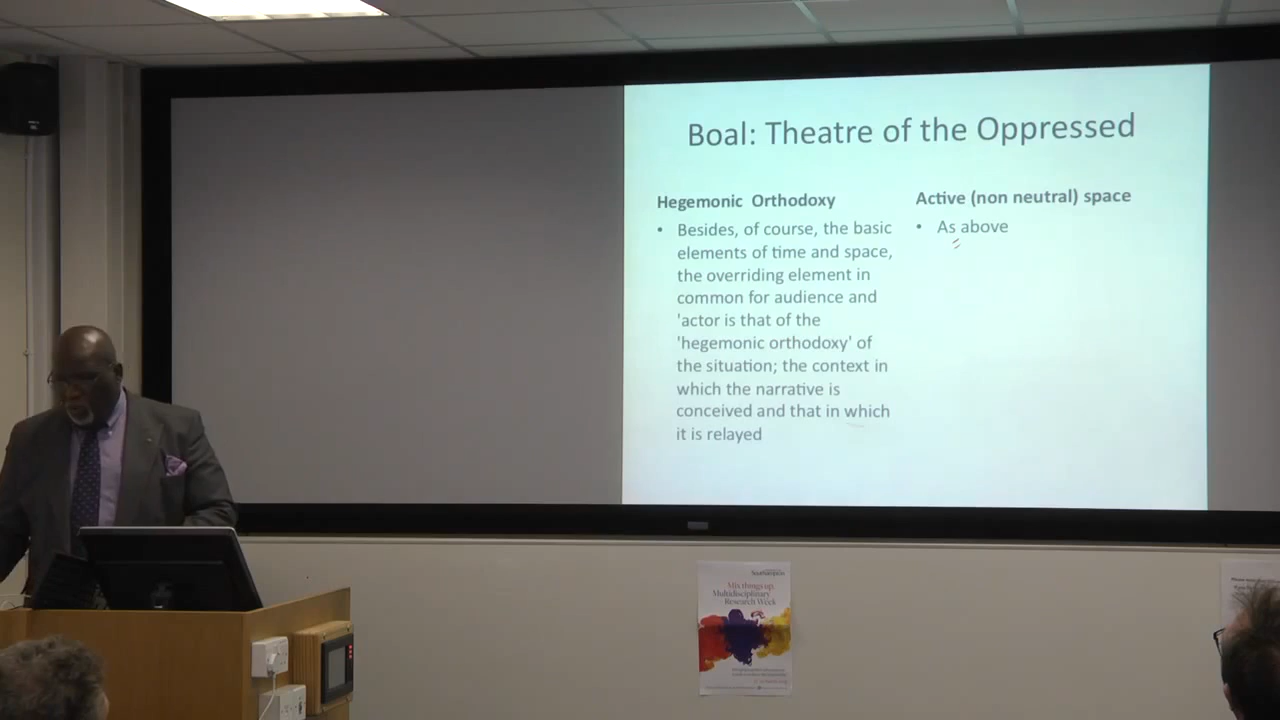 Boal: Theatre of the Oppressed
Hegemonic Orthodoxy
• Besides, of course, the basic
elements of time and space,
the overriding element in
common for audience and
'actor is that of the
'hegemonic orthodoxy' of
the situation; the context in
which the narrative is
conceived and that in which
it is relayed
Active (non neutral) space
• As above
Southampton
Mix things up
Multidisciplinary
Research Week